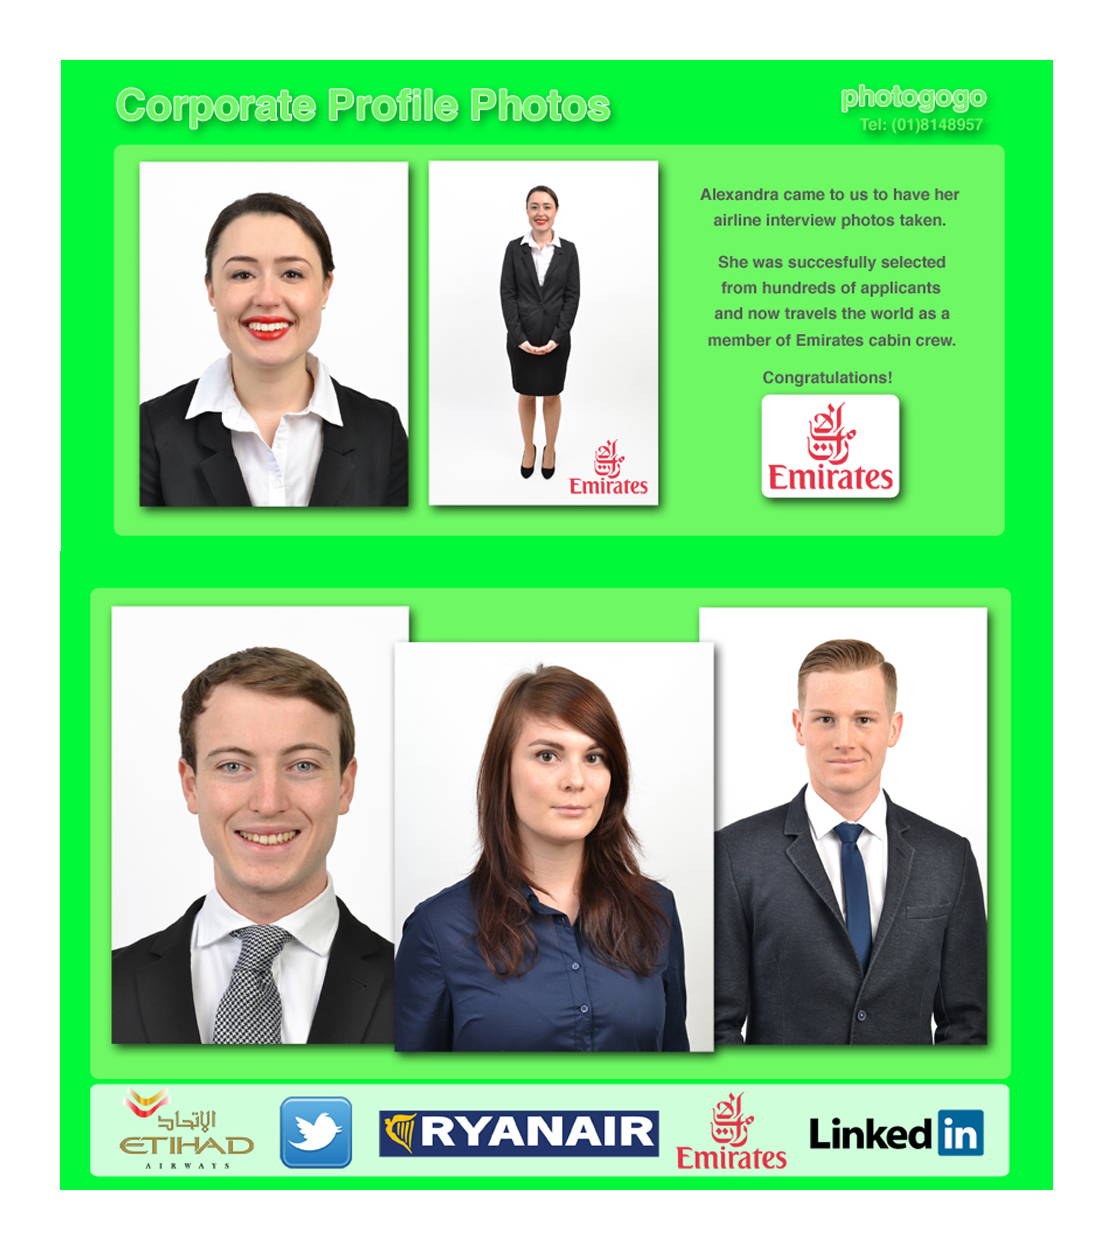 Corporate Profile Photos
photogogo
Tel: (01)8148957
Alexandra came to us to have her
airline interview photos taken.
She was succesfully selected
from hundreds of applicants
and now travels the world as a
member of Emirates cabin crew.
Congratulations!
Emirates
Emirates
الإتحاد
ETIHAD
AIRWAYS
RYANAIR
Emirates
Linked in